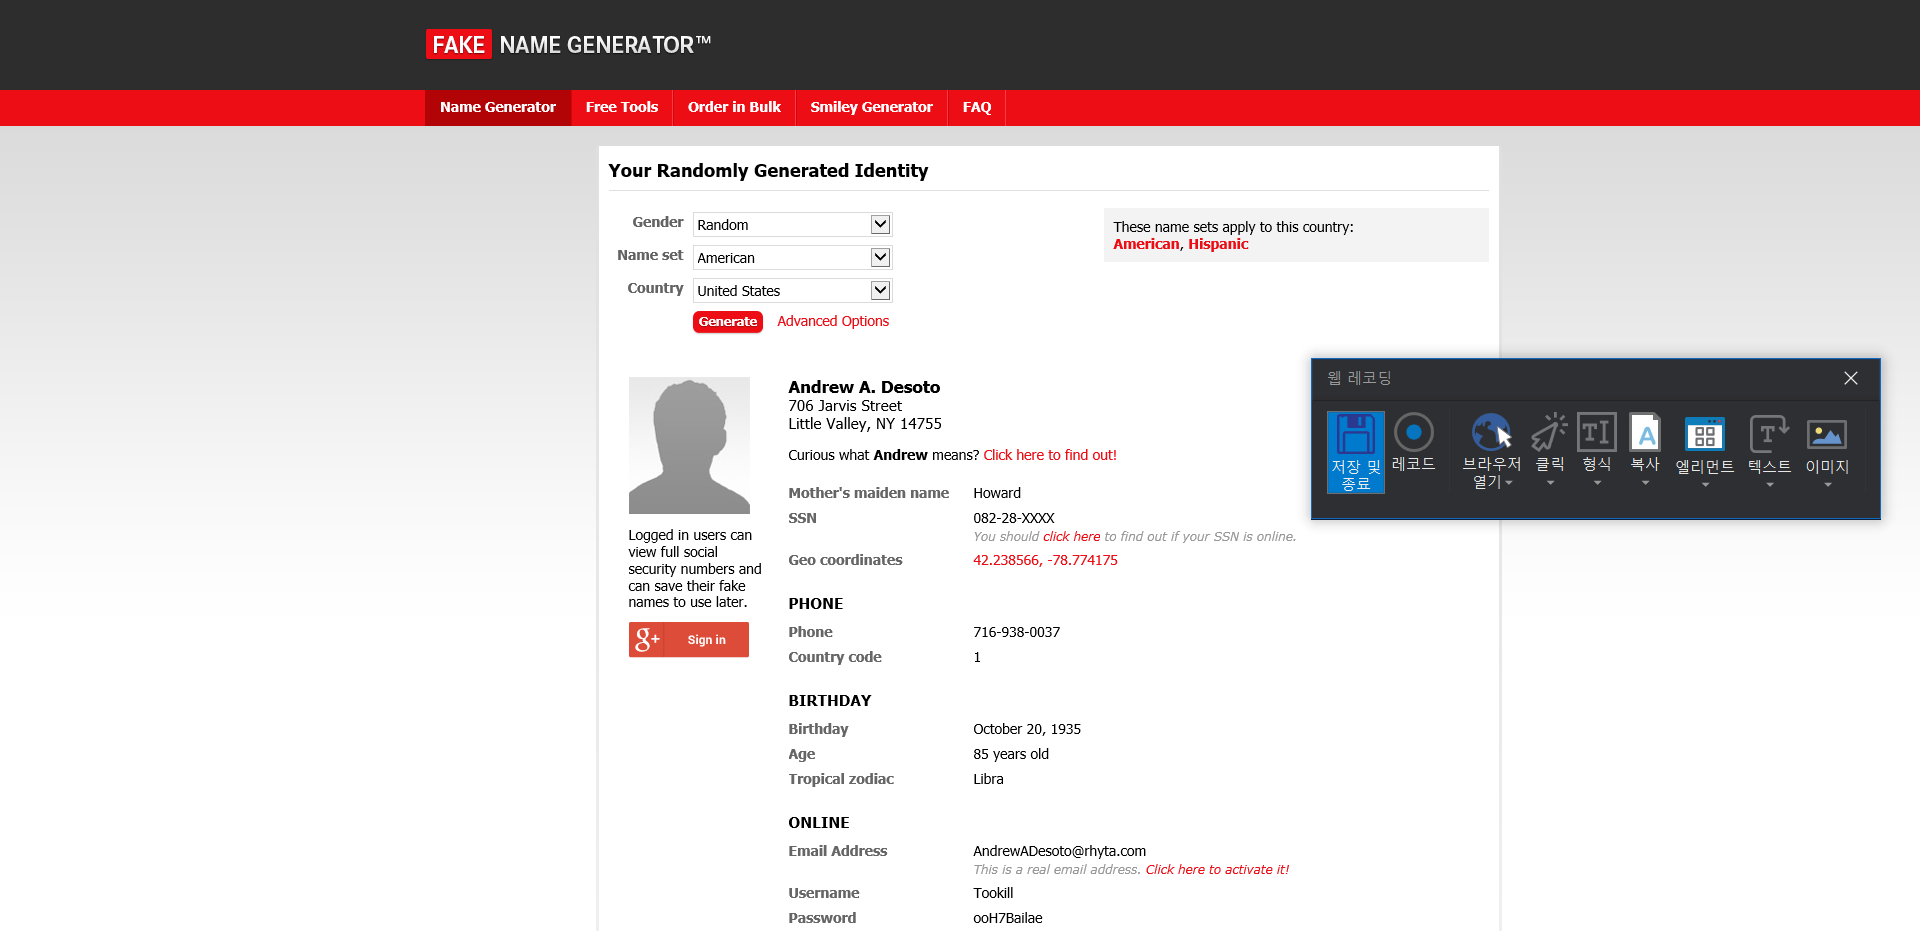 FAKE NAME GENERATOR™
Name Generator Free Tools Order in Bulk Smiley Generator FAQ
Your Randomly Generated Identity
Gender Random
Name set American
Country United States
Generate Advanced Options
These name sets apply to this country:
American, Hispanic
Logged in users can
view full social
security numbers and
can save their fake
names to use later.
g+ Sign in
Andrew A. Desoto
706 Jarvis Street
Little Valley, NY 14755
Curious what Andrew means? Click here to find out!
Mother's maiden name Howard
SSN 082-28-XXXX
You should click here to find out if your SSN is online.
Geo coordinates 42.238566, -78.774175
PHONE
Phone 716-938-0037
Country code 1
BIRTHDAY
Birthday October 20, 1935
Age 85 years old
Tropical zodiac Libra
ONLINE
Email Address AndrewADesoto@rhyta.com
This is a real email address. Click here to activate it!
Username Tookill
Password ooH7Bailae
웹 레코딩
저장 및
종료
레코드
브라우저
열기
클릭
형식
복사
엘리먼트
텍스트
이미지